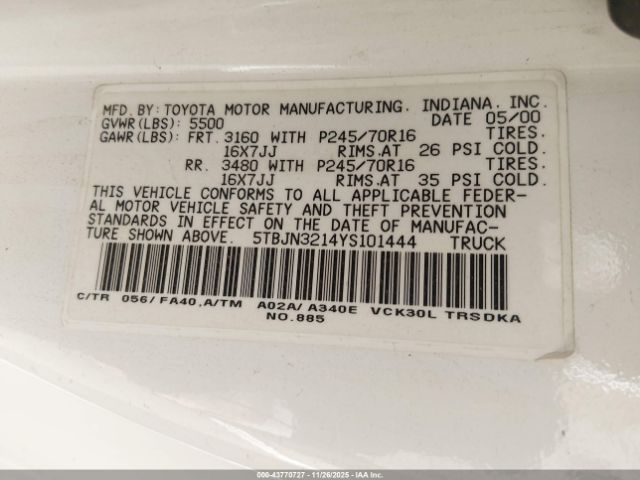 MFD. BY: TOYOTA MOTOR MANUFACTURING, INDIANA, INC.
GVWR(LBS): 5500 DATE 05/00
GAWR(LBS): FRT. 3160 WITH P245/70R16 TIRES.
16X7JJ RIMS.AT 26 PSI COLD.
RR. 3480 WITH P245/70R16 TIRES.
16X7JJ RIMS.AT 35 PSI COLD.
THIS VEHICLE CONFORMS TO ALL APPLICABLE FEDER-
AL MOTOR VEHICLE SAFETY AND THEFT PREVENTION
STANDARDS IN EFFECT ON THE DATE OF MANUFAC-
TURE SHOWN ABOVE. 5TBJN3214YS101444 TRUCK
C/TR 056/FA40,A/TM A02A/A340E VCK30L TRSDKA
NO.885
000-43770727 - 11/26/2025 - IAAI.COM